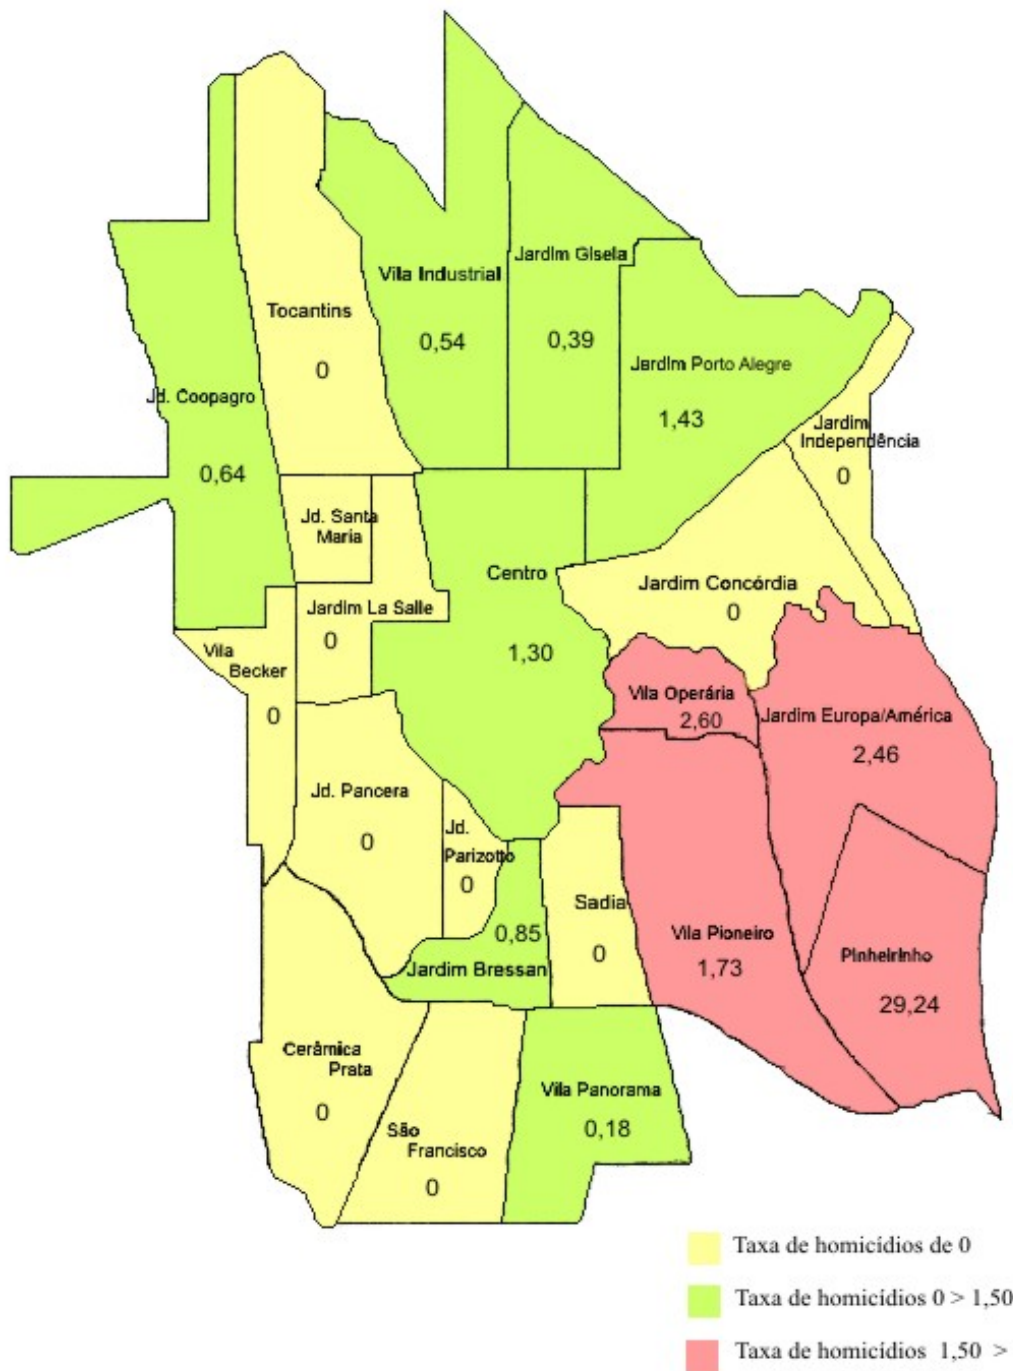 Jardim Gisela
Vila Industrial
Tocantins
0,54
0,39
Jardim Porto Alegre
0
Jd. Coopagro
1,43
Jardim
Independência
0,64
0
Jd. Santa
Maria
Centro
Jardim Concórdia
0
Jardim La Salle
0
Vila
Becker
1,30
0
Vila Operária
2,60
Jardim Europa/América
2,46
Jd. Pancera
0
Jd.
Parizotto
0
Sadia
0
0,85
Jardim Bressan
Vila Pioneiro
1,73
Pinheirinho
29,24
Cerâmica
Prata
0
Vila Panorama
0,18
São
Francisco
0
Taxa de homicídios de 0
Taxa de homicídios 0 > 1,50
Taxa de homicídios 1,50 >